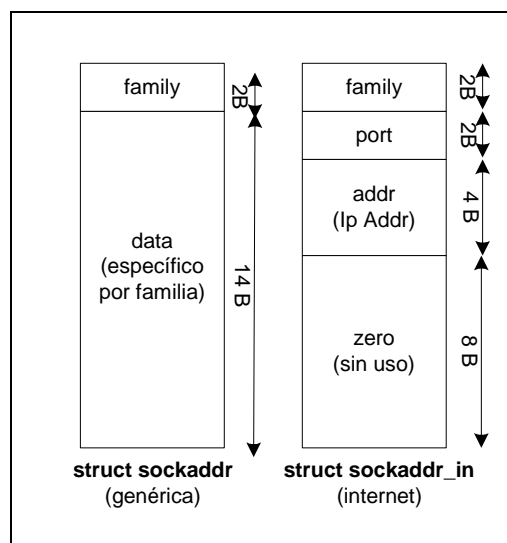 family
2B
data
(específico
por familia)
14 B
struct sockaddr
(genérica)
family
2B
port
2B
addr
(Ip Addr)
4 B
zero
(sin uso)
8 B
struct sockaddr_in
(internet)